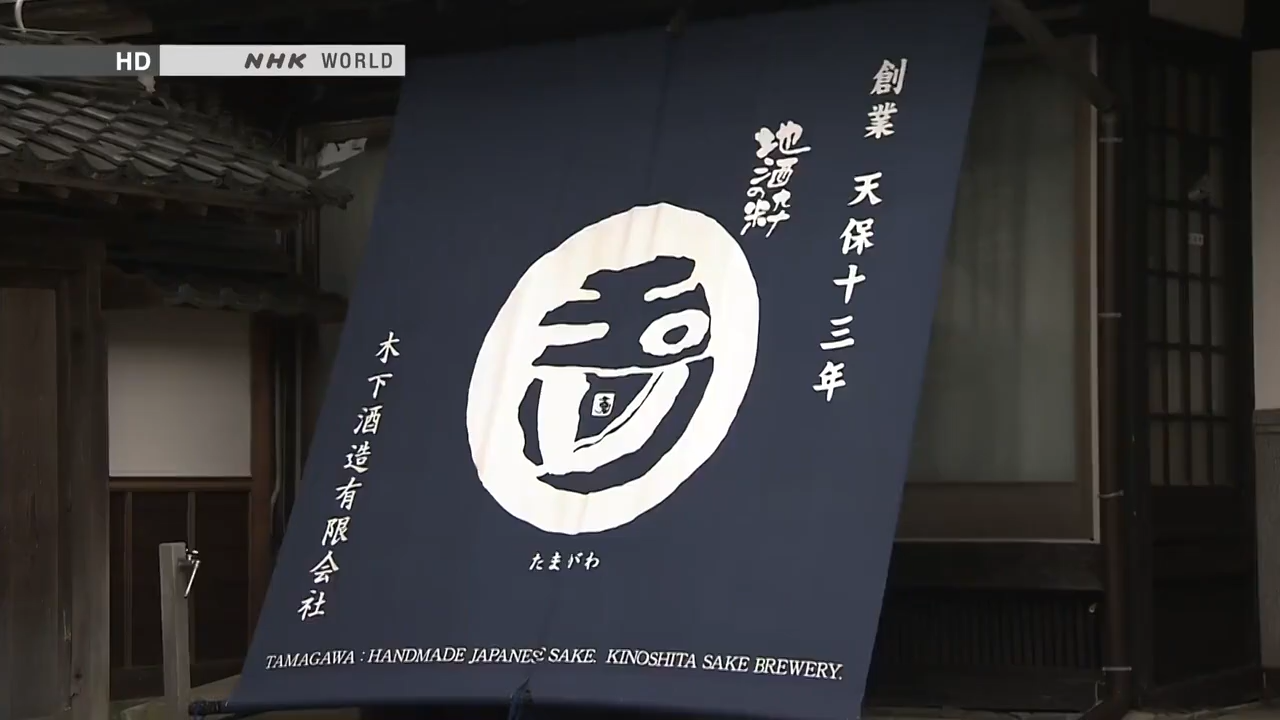 HD NHK WORLD
創業 天保十三年
地酒の粋
たまがわ
木下酒造有限会社
TAMAGAWA : HANDMADE JAPANESE SAKE. KINOSHITA SAKE BREWERY.